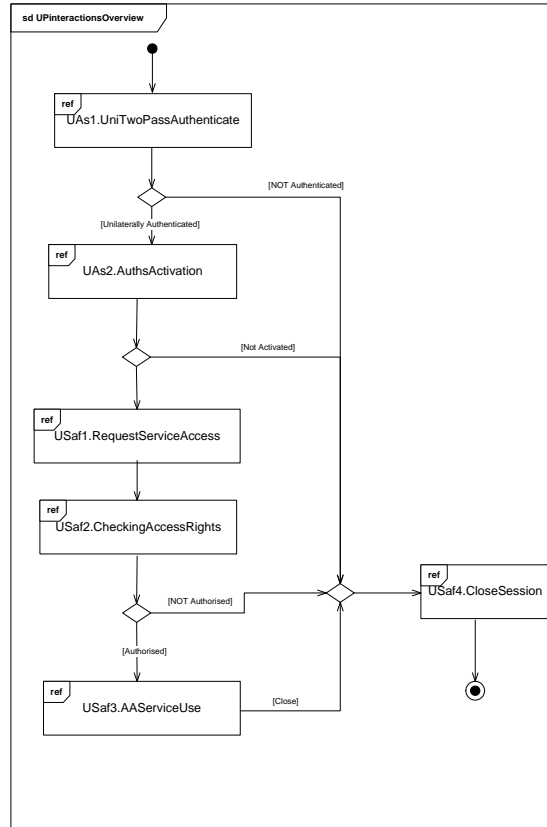 sd UPinteractionsOverview
ref
UAs1.UniTwoPassAuthenticate
[NOT Authenticated]
[Unilaterally Authenticated]
ref
UAs2.AuthsActivation
[Not Activated]
ref
USaf1.RequestServiceAccess
ref
USaf2.CheckingAccessRights
ref
USaf4.CloseSession
[NOT Authorised]
[Authorised]
ref
USaf3.AAServiceUse
[Close]